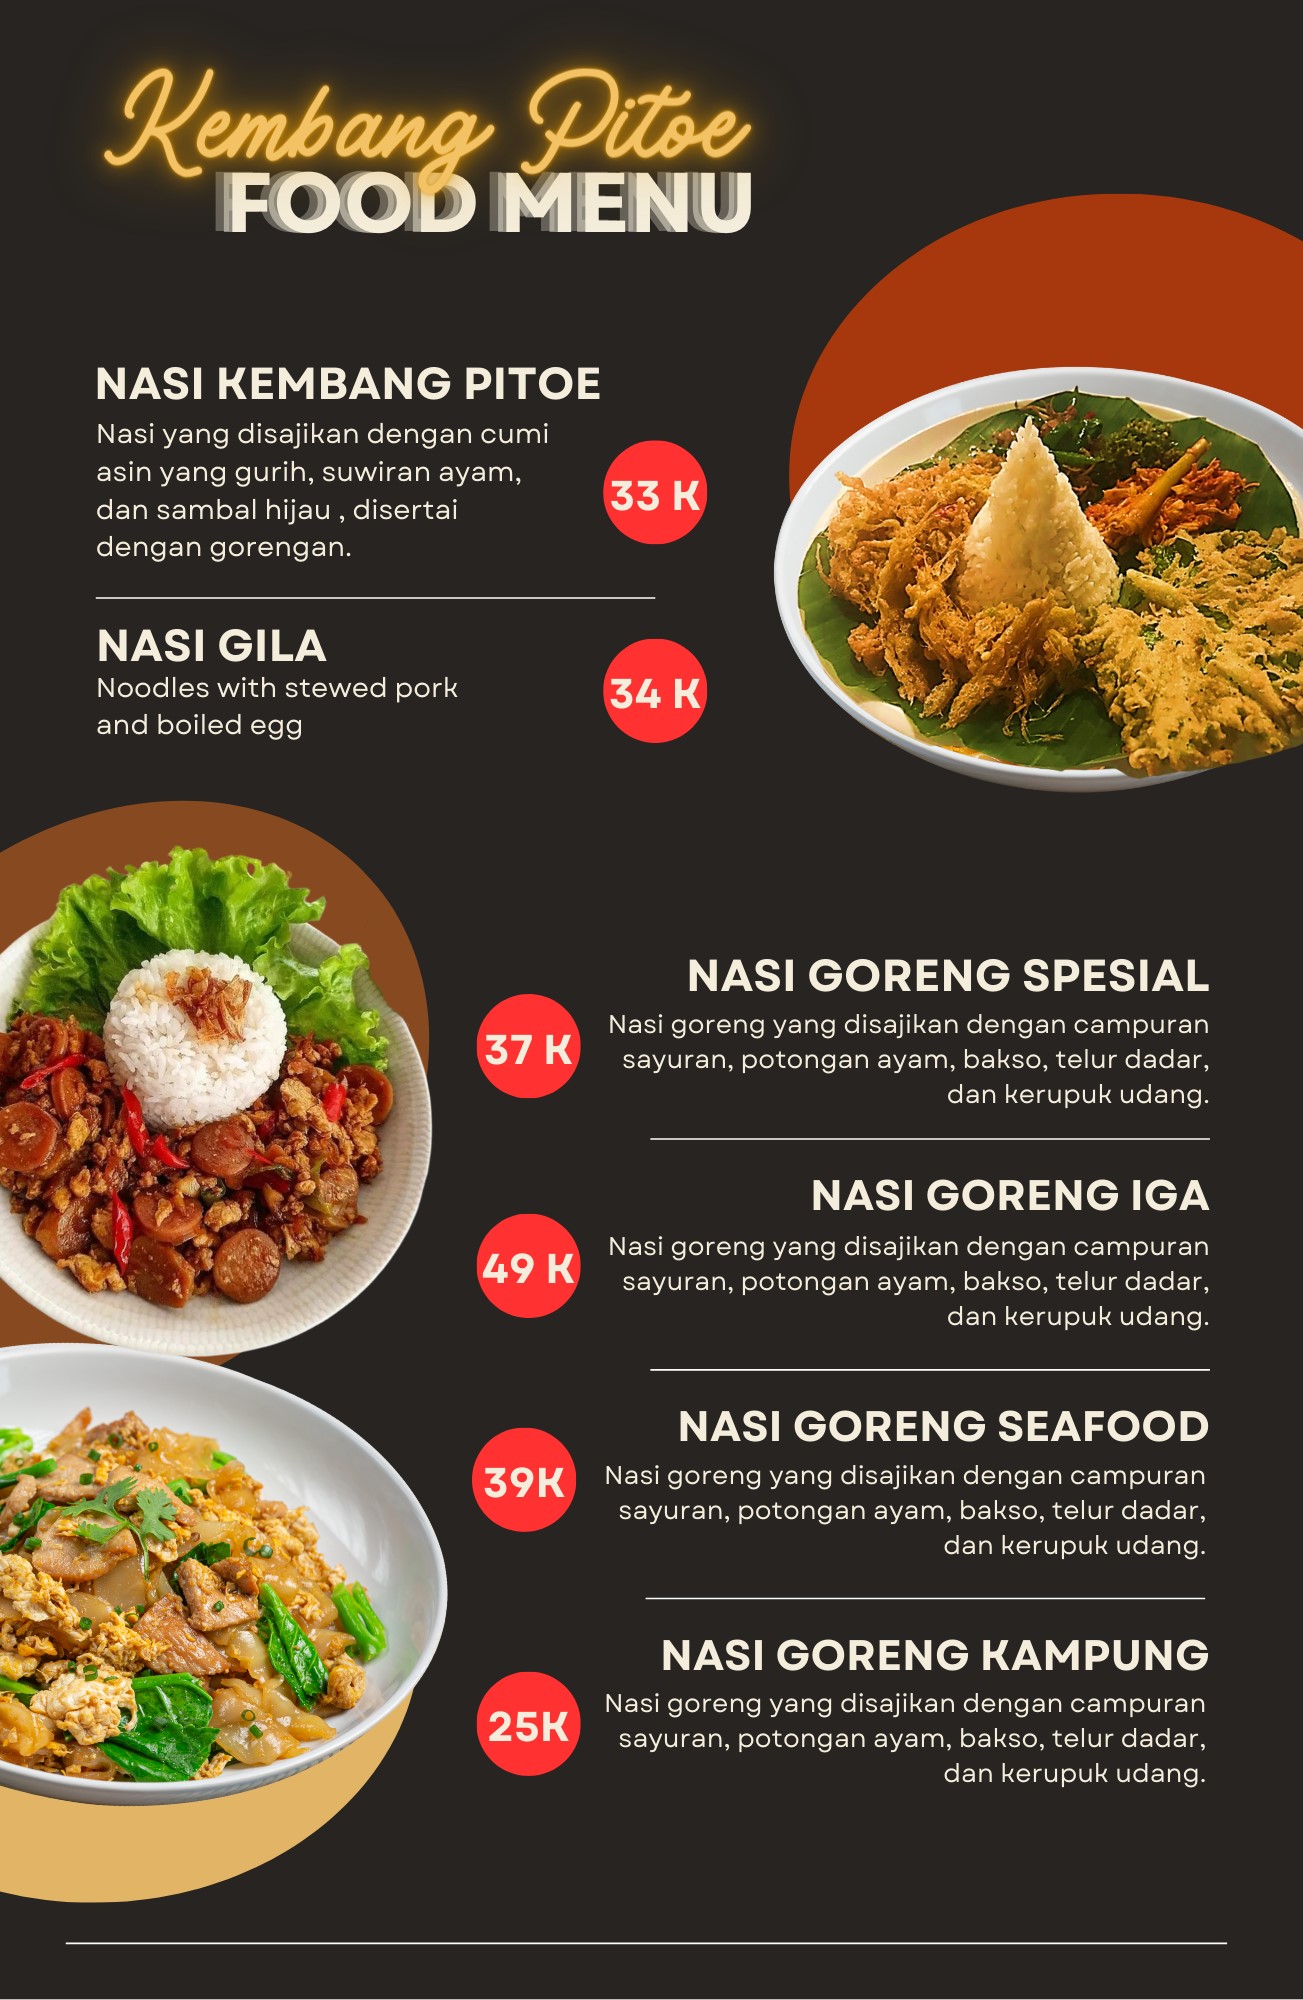 Kembang Pitoe
FOOD MENU
NASI KEMBANG PITOE
Nasi yang disajikan dengan cumi
asin yang gurih, suwiran ayam,
dan sambal hijau , disertai
dengan gorengan.
33 K
NASI GILA
Noodles with stewed pork
and boiled egg
34 K
NASI GORENG SPESIAL
Nasi goreng yang disajikan dengan campuran
sayuran, potongan ayam, bakso, telur dadar,
dan kerupuk udang.
37 K
NASI GORENG IGA
Nasi goreng yang disajikan dengan campuran
sayuran, potongan ayam, bakso, telur dadar,
dan kerupuk udang.
49 K
NASI GORENG SEAFOOD
Nasi goreng yang disajikan dengan campuran
sayuran, potongan ayam, bakso, telur dadar,
dan kerupuk udang.
39K
NASI GORENG KAMPUNG
Nasi goreng yang disajikan dengan campuran
sayuran, potongan ayam, bakso, telur dadar,
dan kerupuk udang.
25K